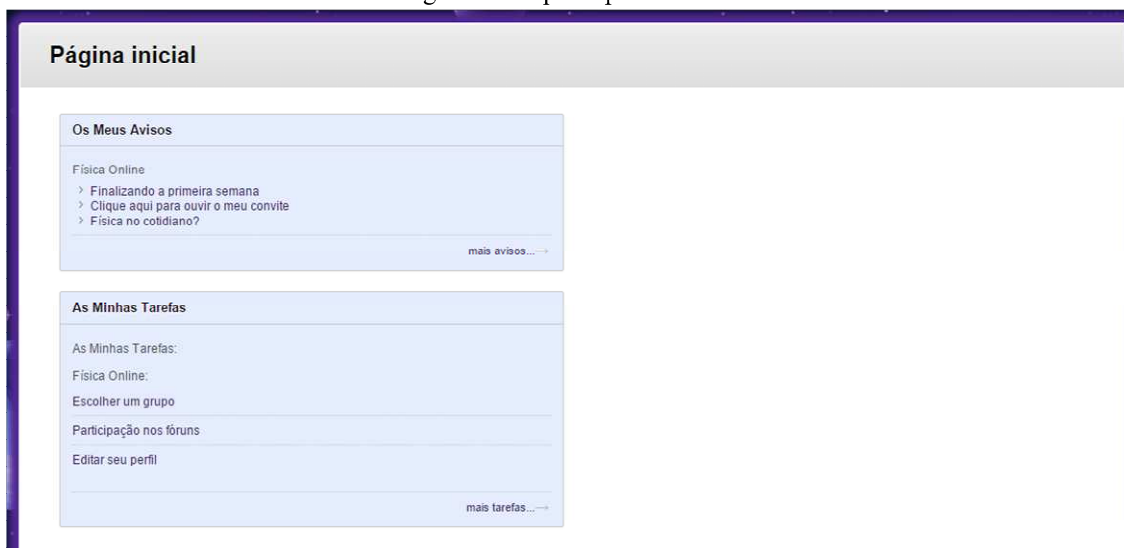 Página inicial
Os Meus Avisos
Física Online
Finalizando a primeira semana
Clique aqui para ouvir o meu convite
Física no cotidiano?
mais avisos...→
As Minhas Tarefas
As Minhas Tarefas:
Física Online:
Escolher um grupo
Participação nos fóruns
Editar seu perfil
mais tarefas...→